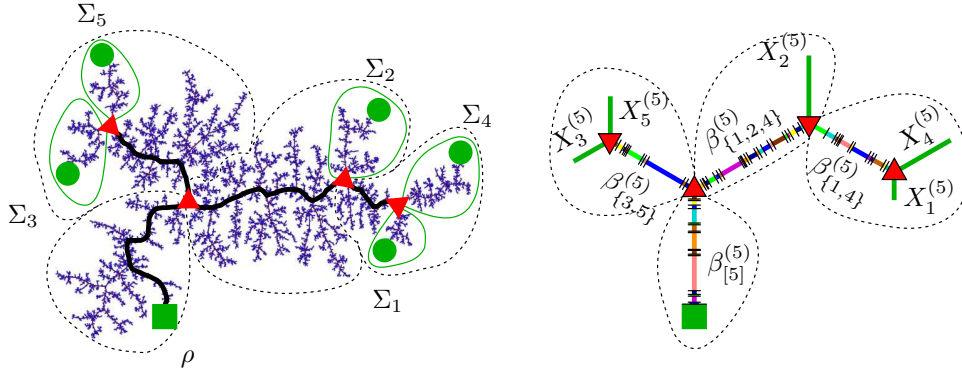 Σ₅
Σ₂
Σ₄
Σ₃
Σ₁
ρ
X₂⁽⁵⁾
X₃⁽⁵⁾
X₅⁽⁵⁾
β⁽⁵⁾_{1,2,4}
X₄⁽⁵⁾
β⁽⁵⁾_{3,5}
β⁽⁵⁾_{1,4}
X₁⁽⁵⁾
β⁽⁵⁾_[5]